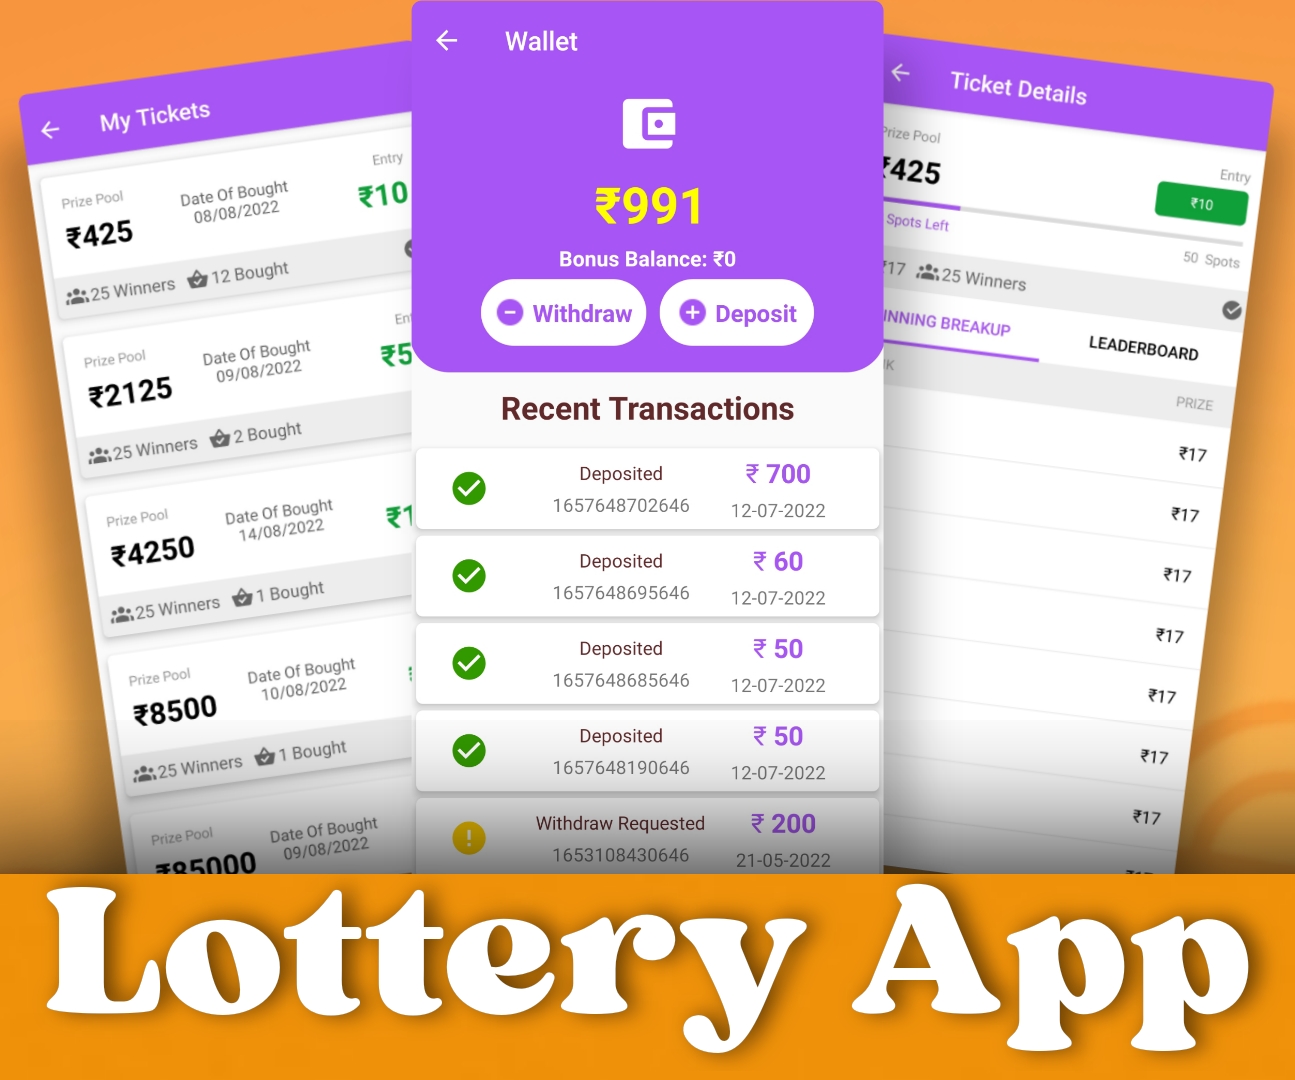 My Tickets
Prize Pool
₹425
Date Of Bought
08/08/2022
Entry
₹10
25 Winners
12 Bought
Prize Pool
₹2125
Date Of Bought
09/08/2022
25 Winners
2 Bought
Prize Pool
₹4250
Date Of Bought
14/08/2022
25 Winners
1 Bought
Prize Pool
₹8500
Date Of Bought
10/08/2022
25 Winners
1 Bought
Prize Pool
₹85000
Date Of Bought
09/08/2022
Wallet
₹991
Bonus Balance: ₹0
Withdraw
Deposit
Recent Transactions
Deposited
₹ 700
1657648702646
12-07-2022
Deposited
₹ 60
1657648695646
12-07-2022
Deposited
₹ 50
1657648685646
12-07-2022
Deposited
₹ 50
1657648190646
12-07-2022
Withdraw Requested
₹ 200
1653108430646
21-05-2022
Ticket Details
Prize Pool
₹425
Entry
₹10
Spots Left
50 Spots
₹17
25 Winners
LEADERBOARD
PRIZE
₹17
₹17
₹17
₹17
₹17
₹17
₹17
Lottery App